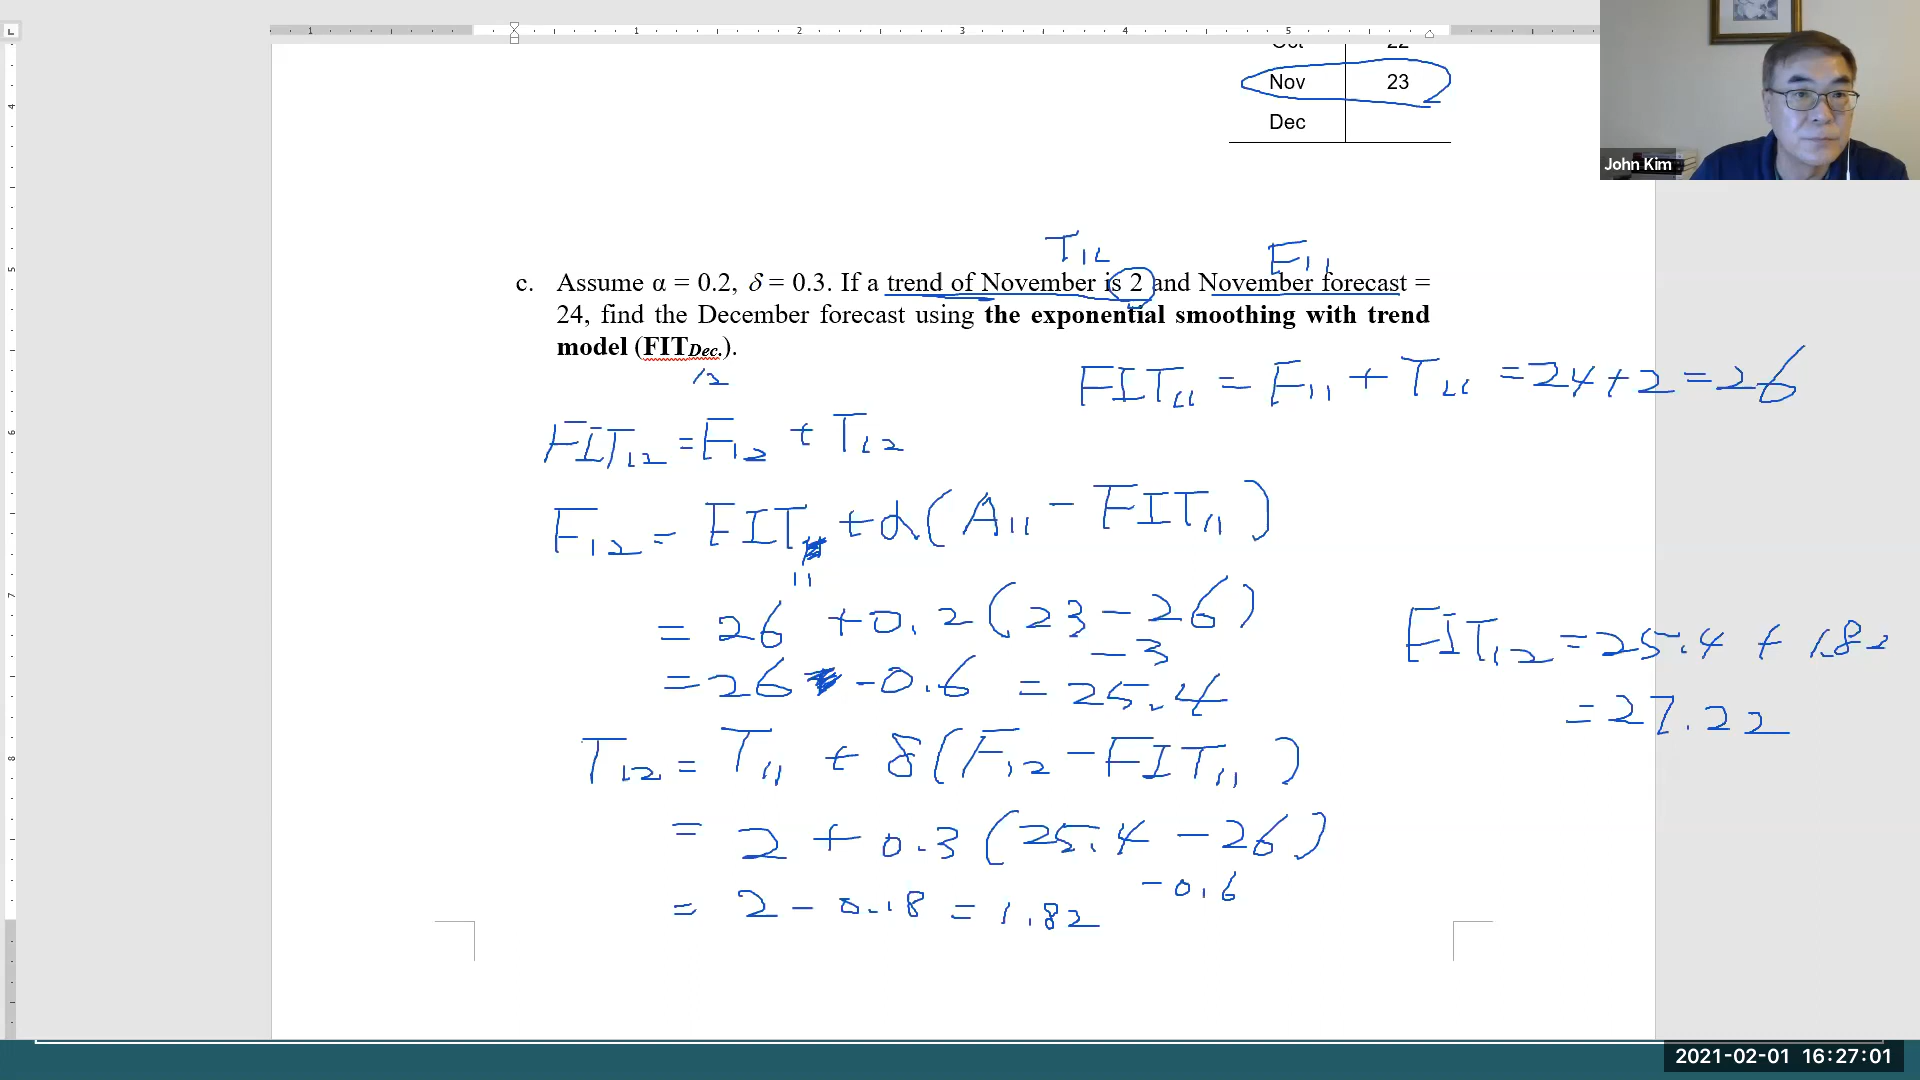 Nov 23
Dec
John Kim
T₁₁ F₁₁
c. Assume α = 0.2, δ = 0.3. If a trend of November is 2 and November forecast =
24, find the December forecast using the exponential smoothing with trend
model (FITDec.).
12
FIT₁₁ = F₁₁ + T₁₁ = 24 + 2 = 26
FIT₁₂ = F₁₂ + T₁₂
F₁₂ = FIT₁₁ + α(A₁₁ - FIT₁₁)
= 26 + 0.2(23 - 26)
- 3
= 26 - 0.6 = 25.4
FIT₁₂ = 25.4 + 1.82
= 27.22
T₁₂ = T₁₁ + δ(F₁₂ - FIT₁₁)
= 2 + 0.3(25.4 - 26)
- 0.6
= 2 - 0.18 = 1.82
2021-02-01 16:27:01